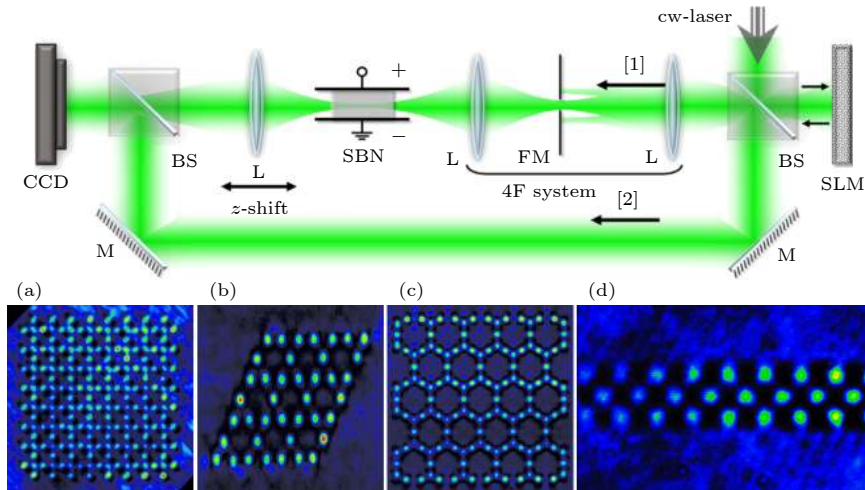 cw-laser
[1]
+
−
BS
SBN
L
FM
L
BS
CCD
L
4F system
SLM
z-shift
[2]
M
M
(a)
(b)
(c)
(d)